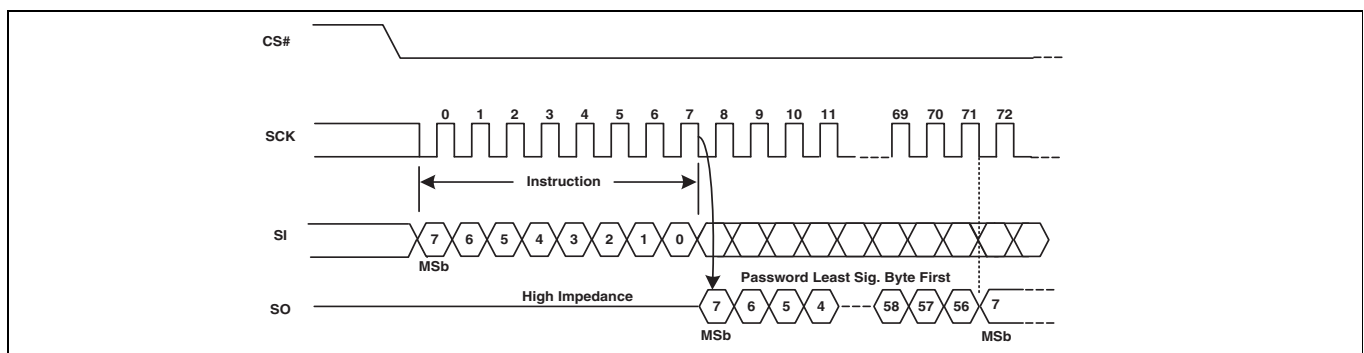 CS#
0 1 2 3 4 5 6 7 8 9 10 11 69 70 71 72
SCK
Instruction
SI
7 6 5 4 3 2 1 0
MSb
Password Least Sig. Byte First
High Impedance
SO
7 6 5 4 58 57 56 7
MSb MSb